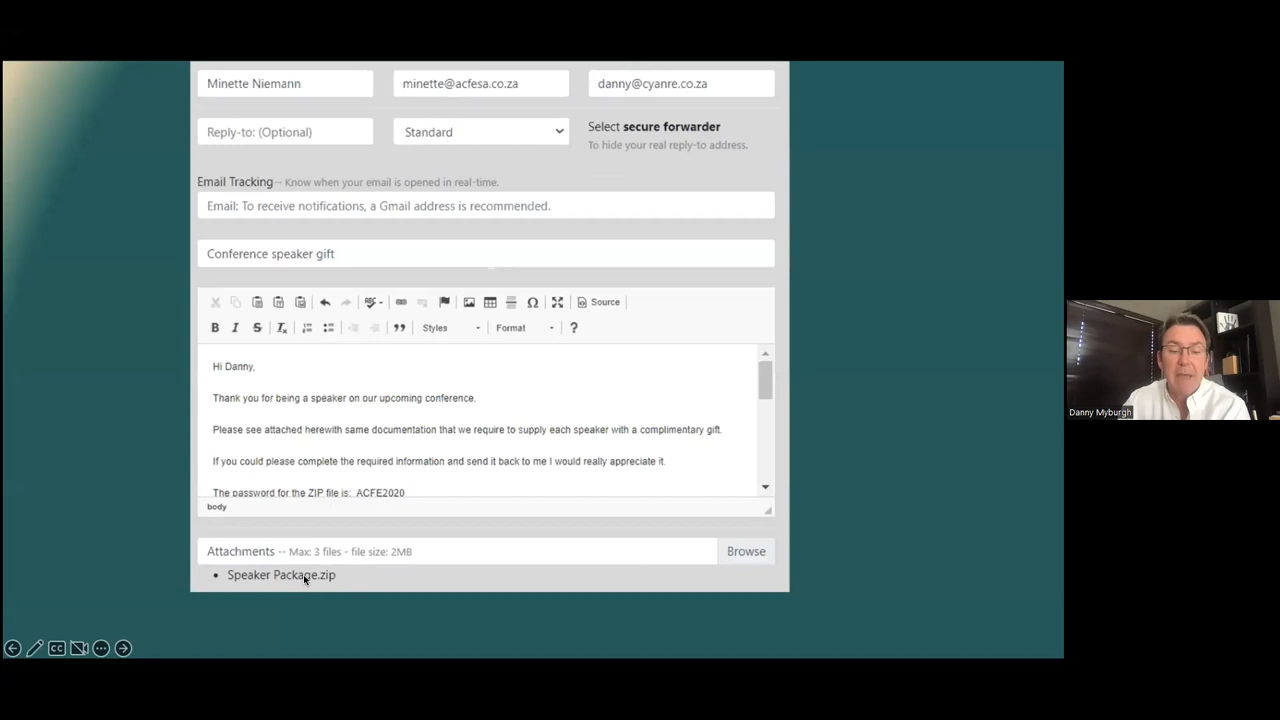 Minette Niemann
minette@acfesa.co.za
danny@cyanre.co.za
Reply-to: (Optional)
Standard
Select secure forwarder
To hide your real reply-to address.
Email Tracking -- Know when your email is opened in real-time.
Email: To receive notifications, a Gmail address is recommended.
Conference speaker gift
Source
B I S Tx
Styles
Format
?
Hi Danny,
Thank you for being a speaker on our upcoming conference.
Please see attached herewith same documentation that we require to supply each speaker with a complimentary gift.
If you could please complete the required information and send it back to me I would really appreciate it.
The password for the ZIP file is: ACFE2020
body
Attachments -- Max: 3 files - file size: 2MB
Browse
• Speaker Package.zip
CC
Danny Myburgh